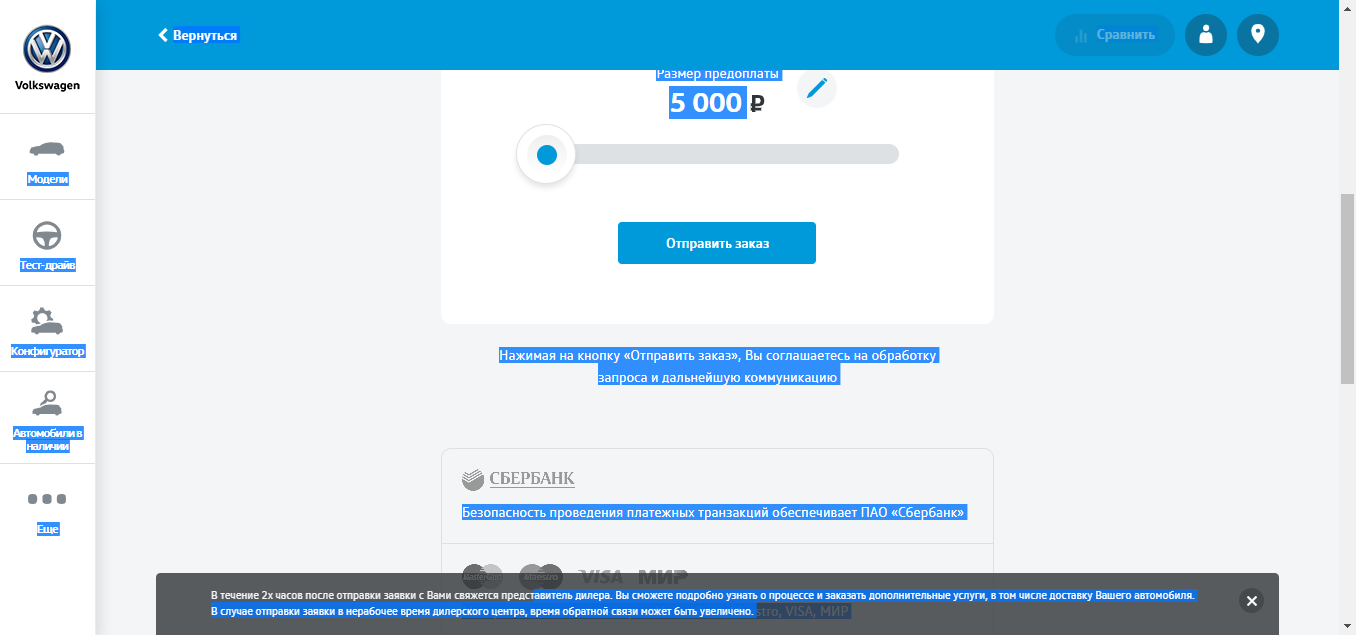 Volkswagen
Модели
Тест-драйв
Конфигуратор
Автомобили в
наличии
Еще
Вернуться
Сравнить
Размер предоплаты
5 000 ₽
Отправить заказ
Нажимая на кнопку «Отправить заказ», Вы соглашаетесь на обработку
запроса и дальнейшую коммуникацию
СБЕРБАНК
Безопасность проведения платежных транзакций обеспечивает ПАО «Сбербанк»
MasterCard Maestro VISA МИР
В течение 2х часов после отправки заявки с Вами свяжется представитель дилера. Вы сможете подробно узнать о процессе и заказать дополнительные услуги, в том числе доставку Вашего автомобиля.
В случае отправки заявки в нерабочее время дилерского центра, время обратной связи может быть увеличено.
stro, VISA, МИР